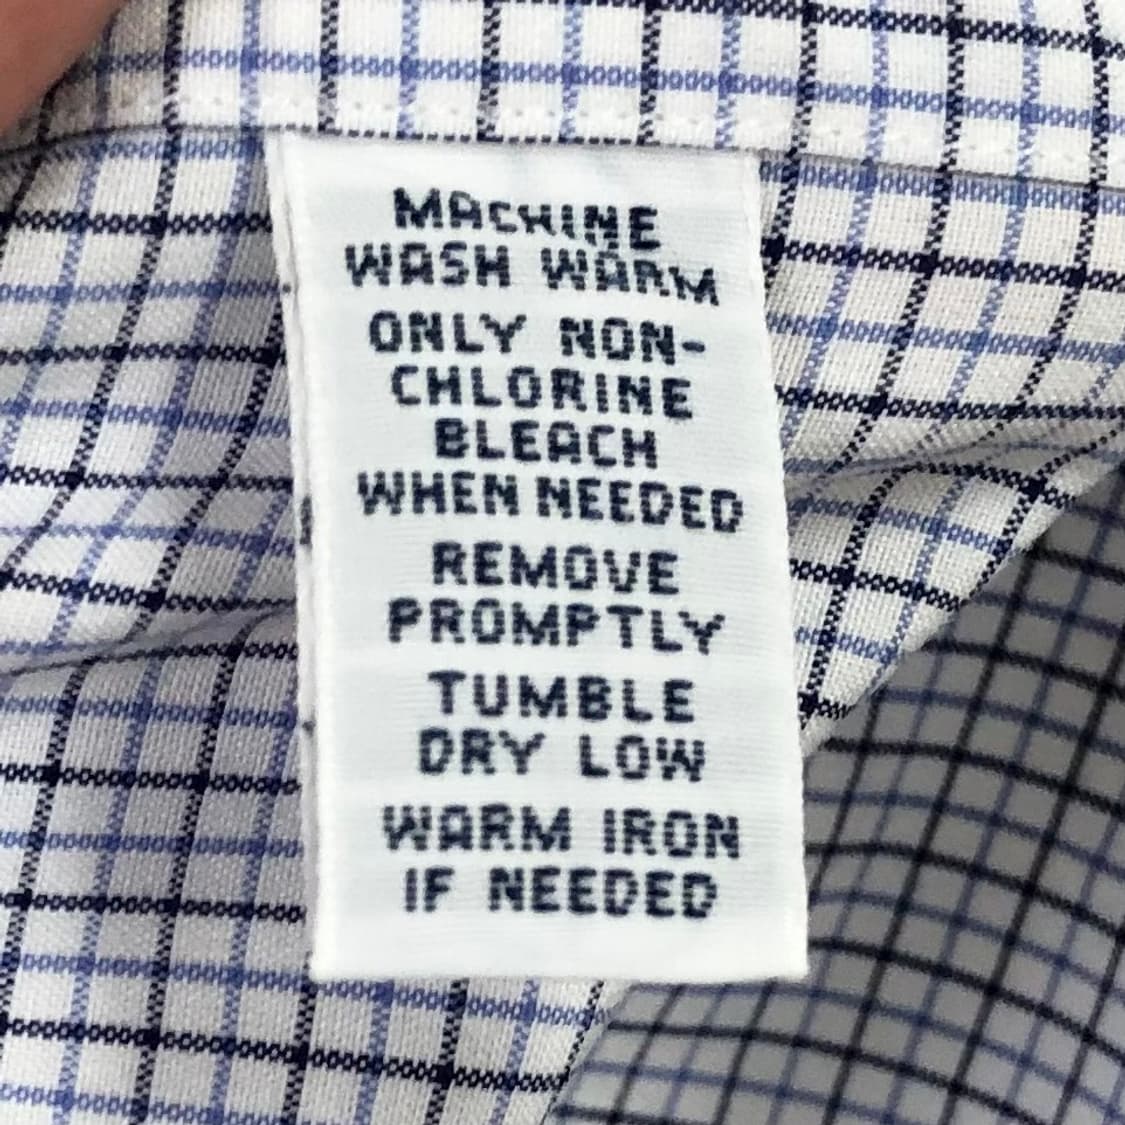 MACHINE
WASH WARM
ONLY NON-
CHLORINE
BLEACH
WHEN NEEDED
REMOVE
PROMPTLY
TUMBLE
DRY LOW
WARM IRON
IF NEEDED